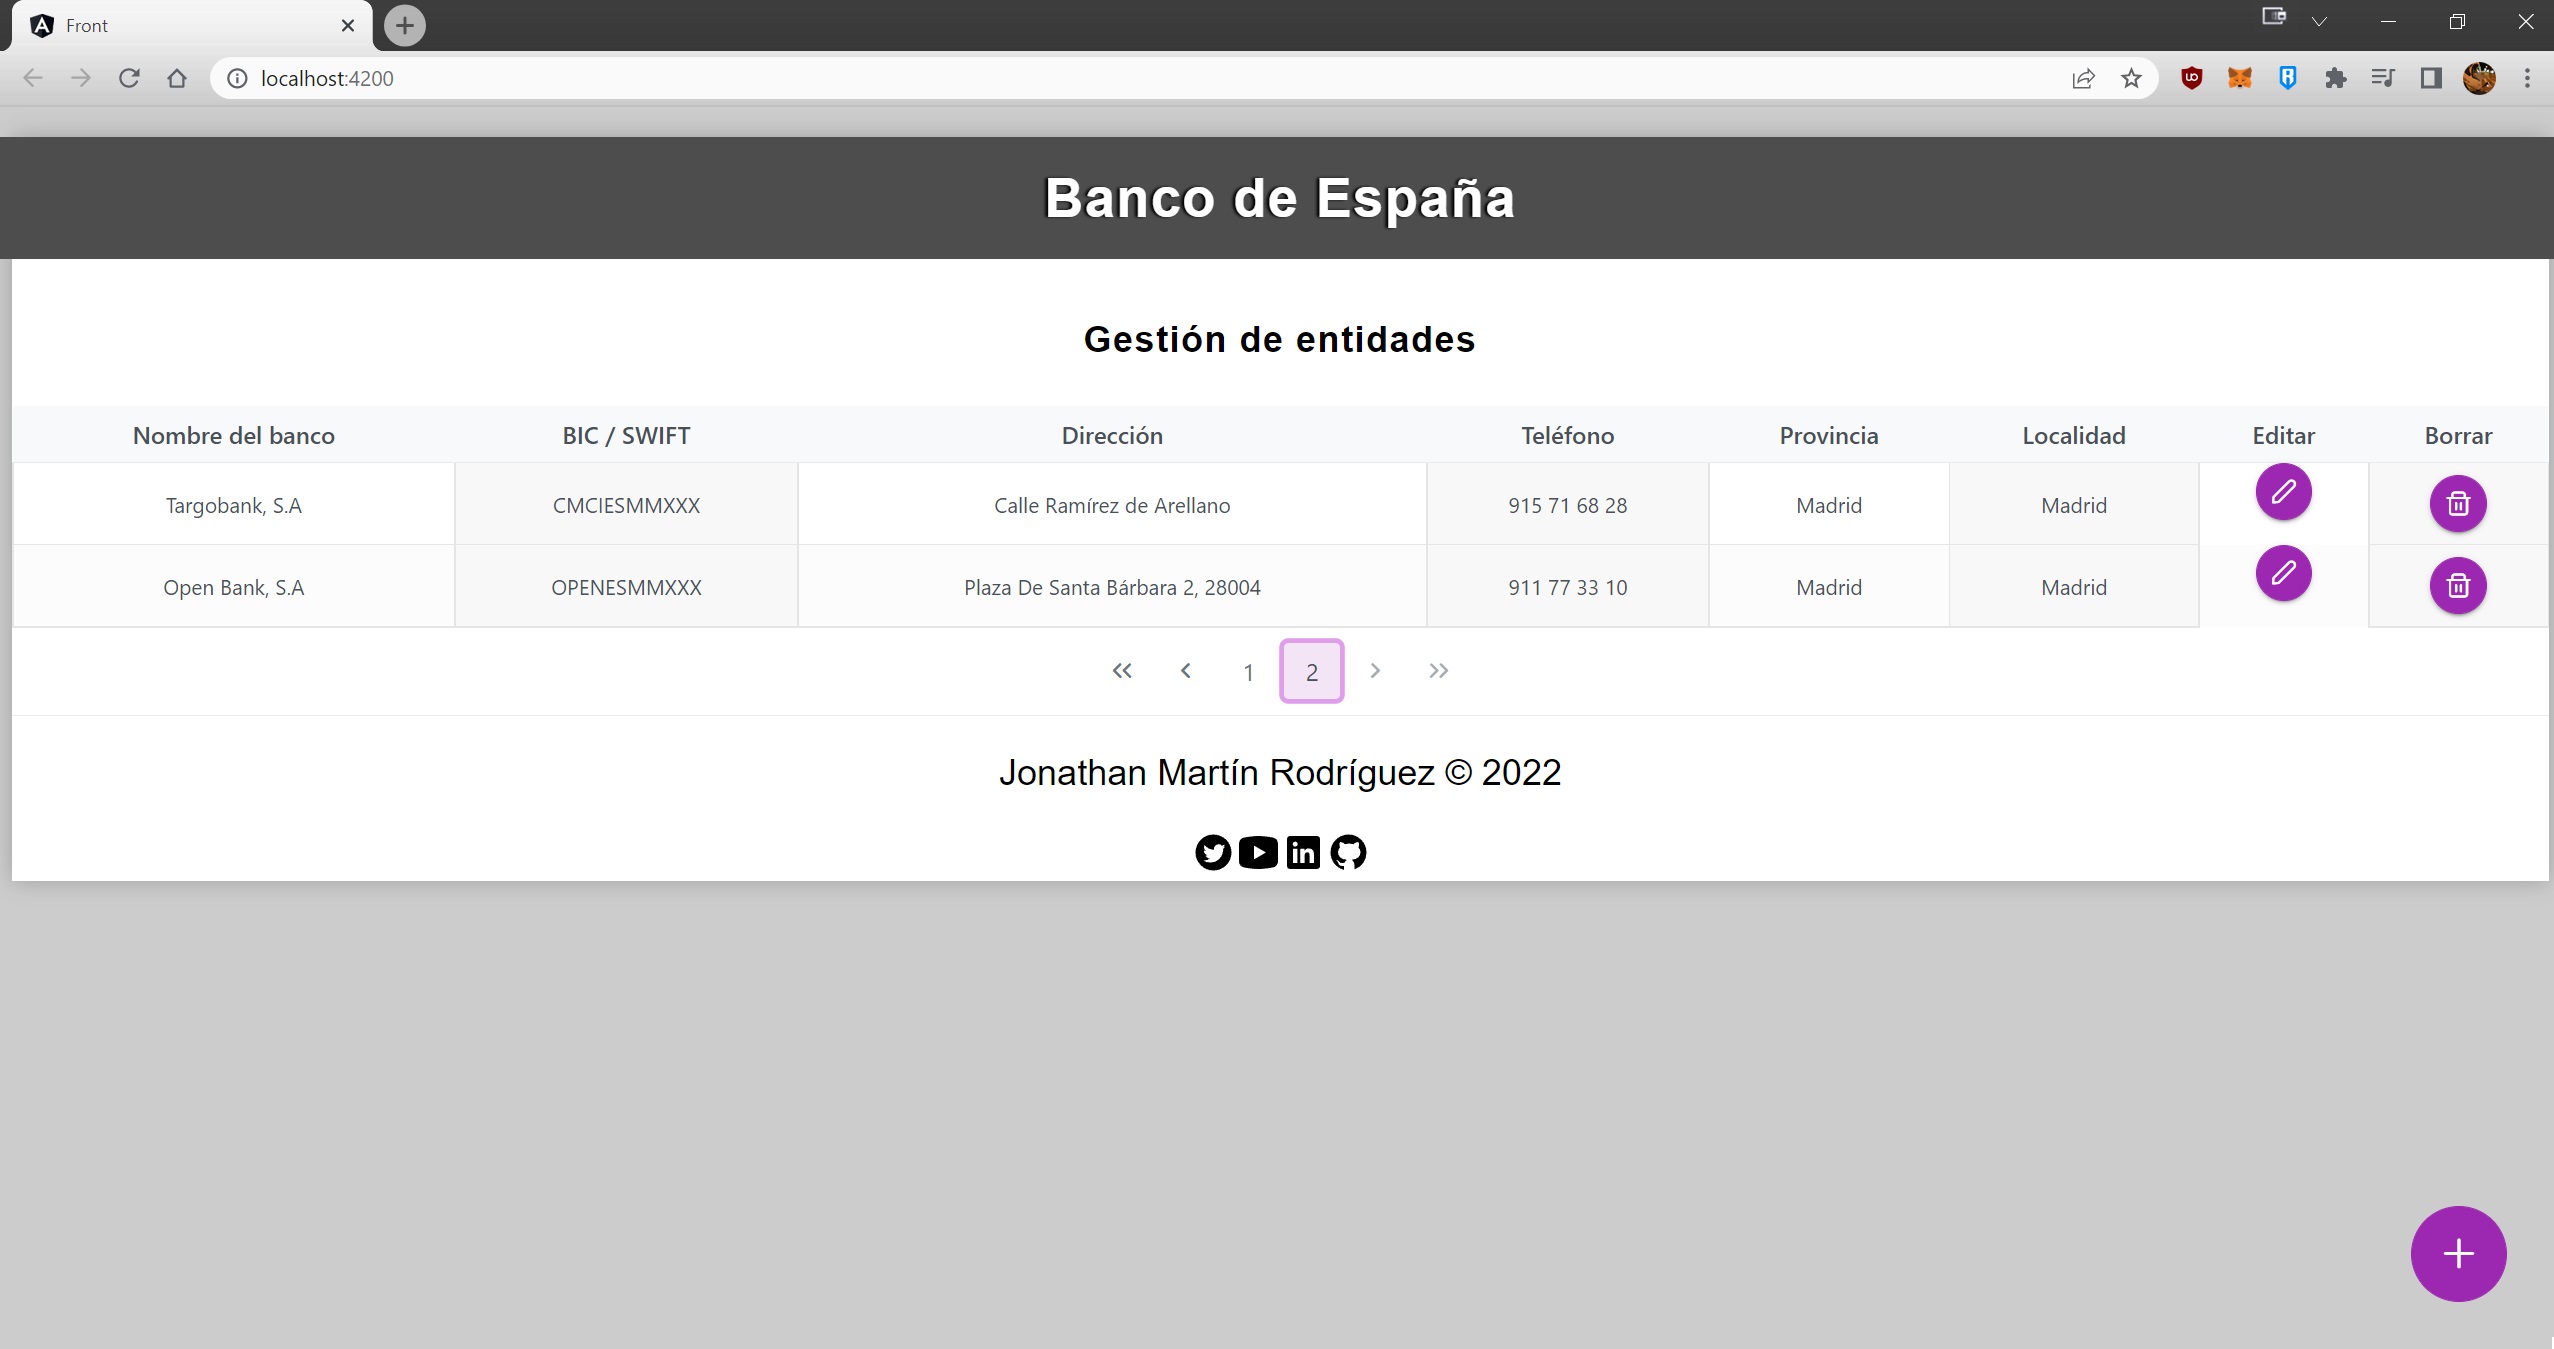 Front
localhost:4200
Banco de España
Gestión de entidades
Nombre del banco BIC / SWIFT Dirección Teléfono Provincia Localidad Editar Borrar
Targobank, S.A CMCIESMMXXX Calle Ramírez de Arellano 915 71 68 28 Madrid Madrid
Open Bank, S.A OPENESMMXXX Plaza De Santa Bárbara 2, 28004 911 77 33 10 Madrid Madrid
1 2
Jonathan Martín Rodríguez © 2022